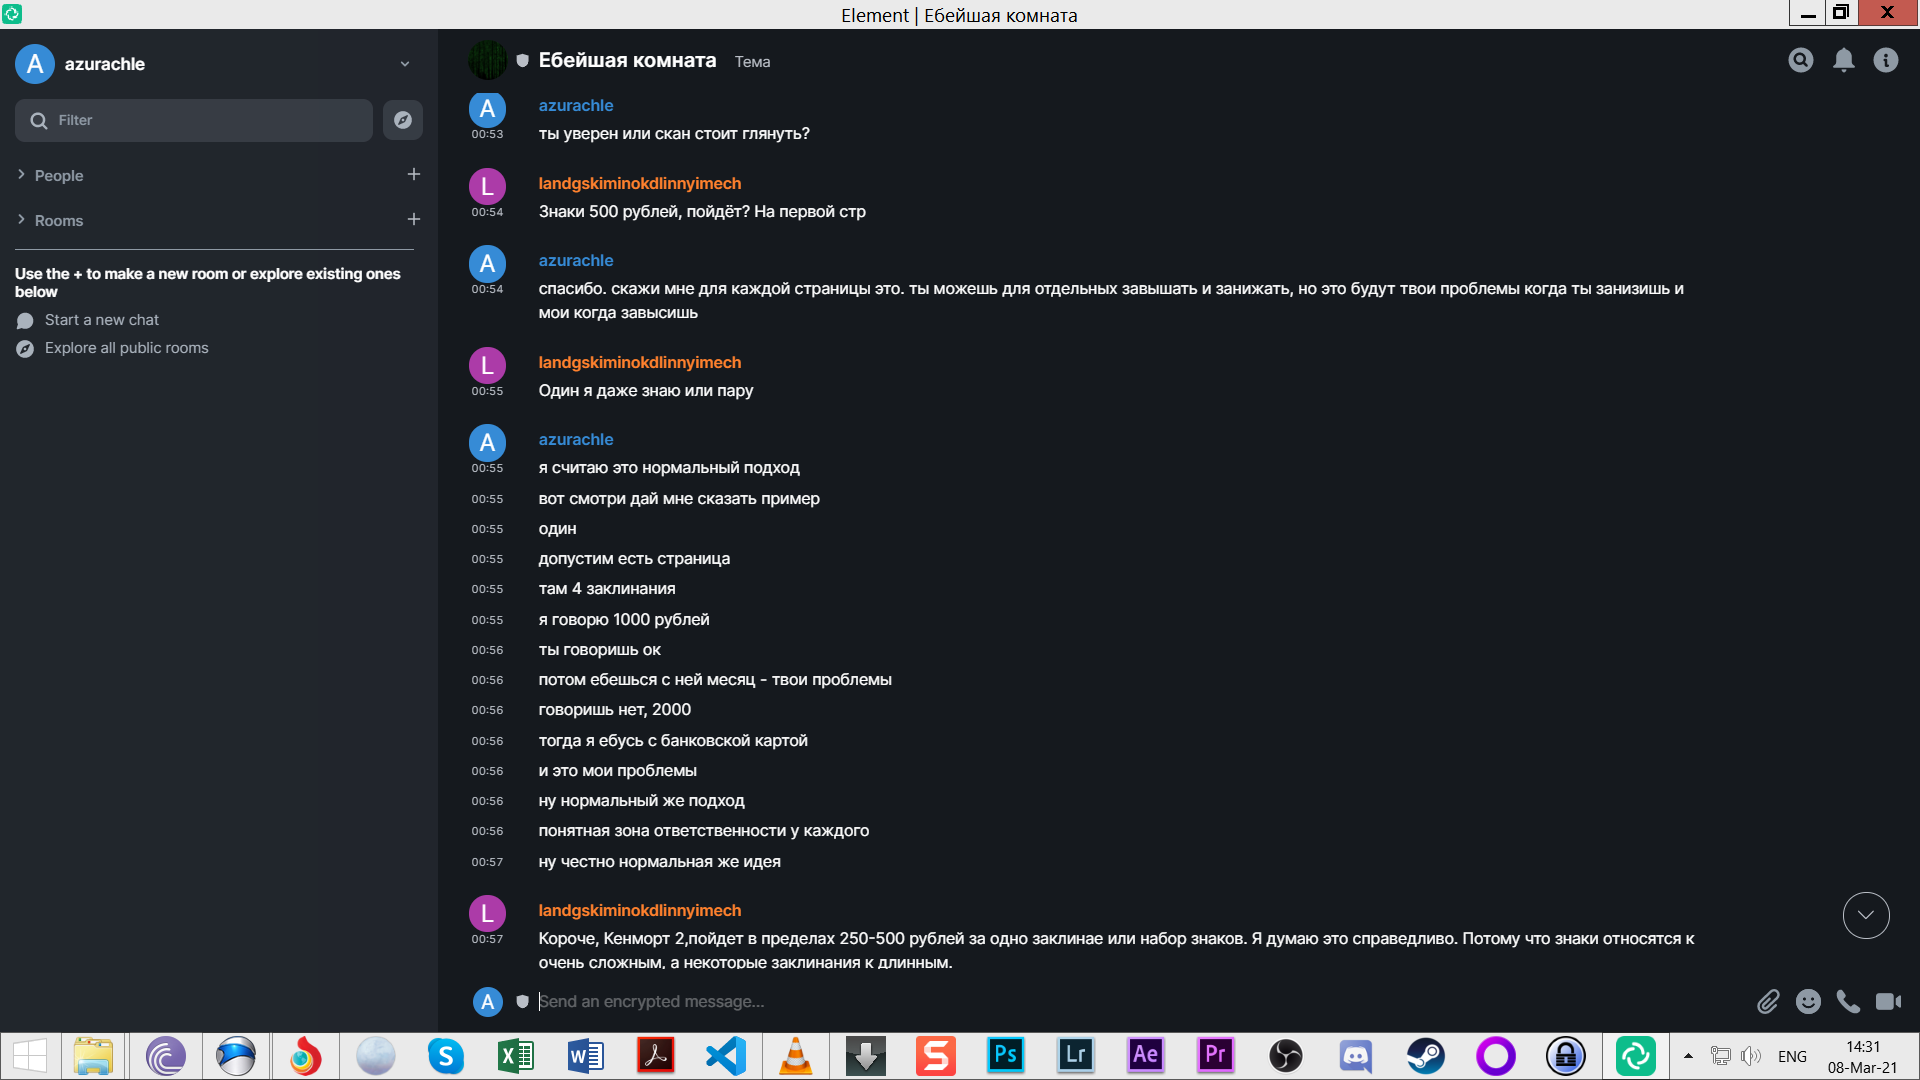 Element | Ебейшая комната
A
azurachle
Filter
People
Rooms
Use the + to make a new room or explore existing ones
below
Start a new chat
Explore all public rooms
Ебейшая комната Тема
A azurachle
00:53 ты уверен или скан стоит глянуть?
L landgskiminokdlinnyimech
00:54 Знаки 500 рублей, пойдёт? На первой стр
A azurachle
00:54 спасибо. скажи мне для каждой страницы это. ты можешь для отдельных завышать и занижать, но это будут твои проблемы когда ты занизишь и
мои когда завысишь
L landgskiminokdlinnyimech
00:55 Один я даже знаю или пару
A azurachle
00:55 я считаю это нормальный подход
00:55 вот смотри дай мне сказать пример
00:55 один
00:55 допустим есть страница
00:55 там 4 заклинания
00:55 я говорю 1000 рублей
00:56 ты говоришь ок
00:56 потом ебешься с ней месяц - твои проблемы
00:56 говоришь нет, 2000
00:56 тогда я ебусь с банковской картой
00:56 и это мои проблемы
00:56 ну нормальный же подход
00:56 понятная зона ответственности у каждого
00:57 ну честно нормальная же идея
L landgskiminokdlinnyimech
00:57 Короче, Кенморт 2,пойдет в пределах 250-500 рублей за одно заклинае или набор знаков. Я думаю это справедливо. Потому что знаки относятся к
очень сложным, а некоторые заклинания к длинным.
A Send an encrypted message...
S Ps Lr Ae Pr ENG 14:31
08-Mar-21